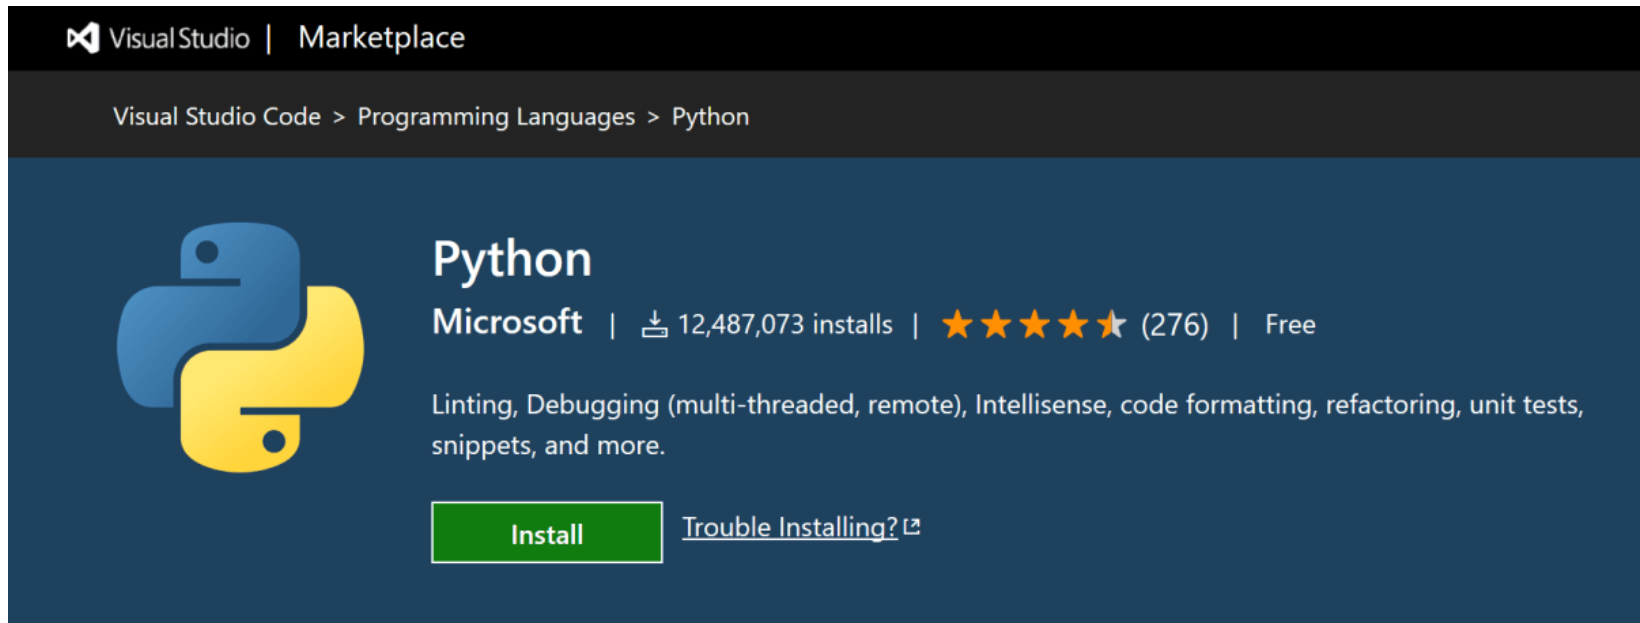 Visual Studio | Marketplace
Visual Studio Code > Programming Languages > Python
Python
Microsoft | 12,487,073 installs | (276) | Free
Linting, Debugging (multi-threaded, remote), Intellisense, code formatting, refactoring, unit tests,
snippets, and more.
Install Trouble Installing?